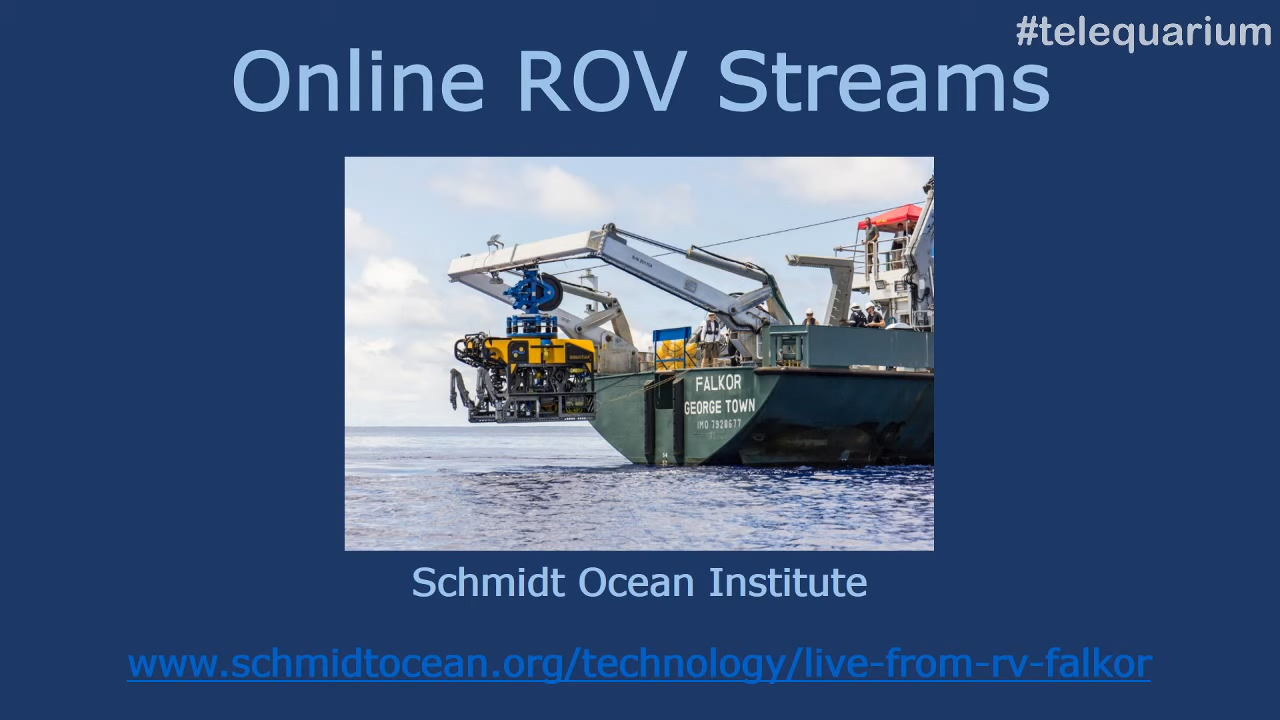 #telequarium
Online ROV Streams
FALKOR
GEORGE TOWN
IMO 7928677
Schmidt Ocean Institute
www.schmidtocean.org/technology/live-from-rv-falkor